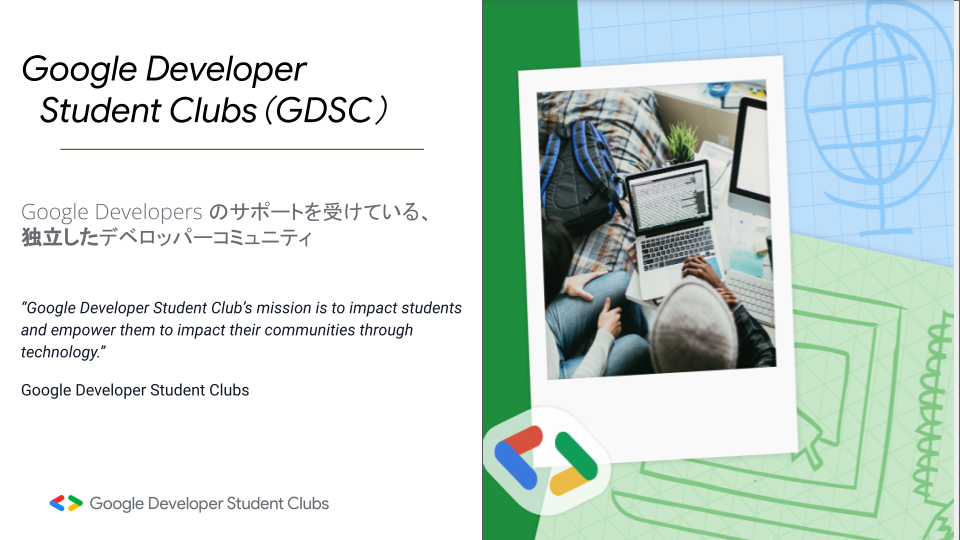 Google Developer
Student Clubs（GDSC）
Google Developers のサポートを受けている、
独立したデベロッパーコミュニティ
“Google Developer Student Club’s mission is to impact students
and empower them to impact their communities through
technology.”
Google Developer Student Clubs
Google Developer Student Clubs